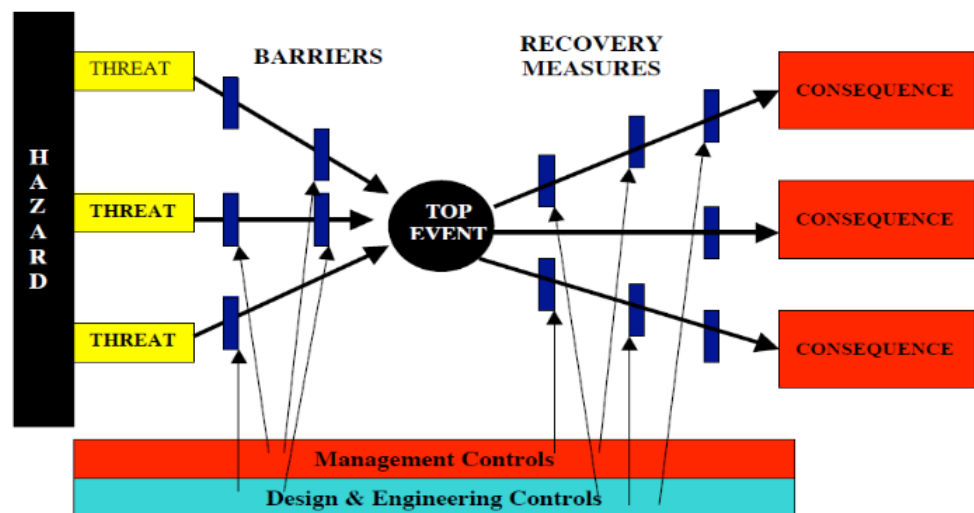 HAZARD
THREAT
BARRIERS
RECOVERY
MEASURES
CONSEQUENCE
THREAT
TOP
EVENT
CONSEQUENCE
THREAT
CONSEQUENCE
Management Controls
Design & Engineering Controls